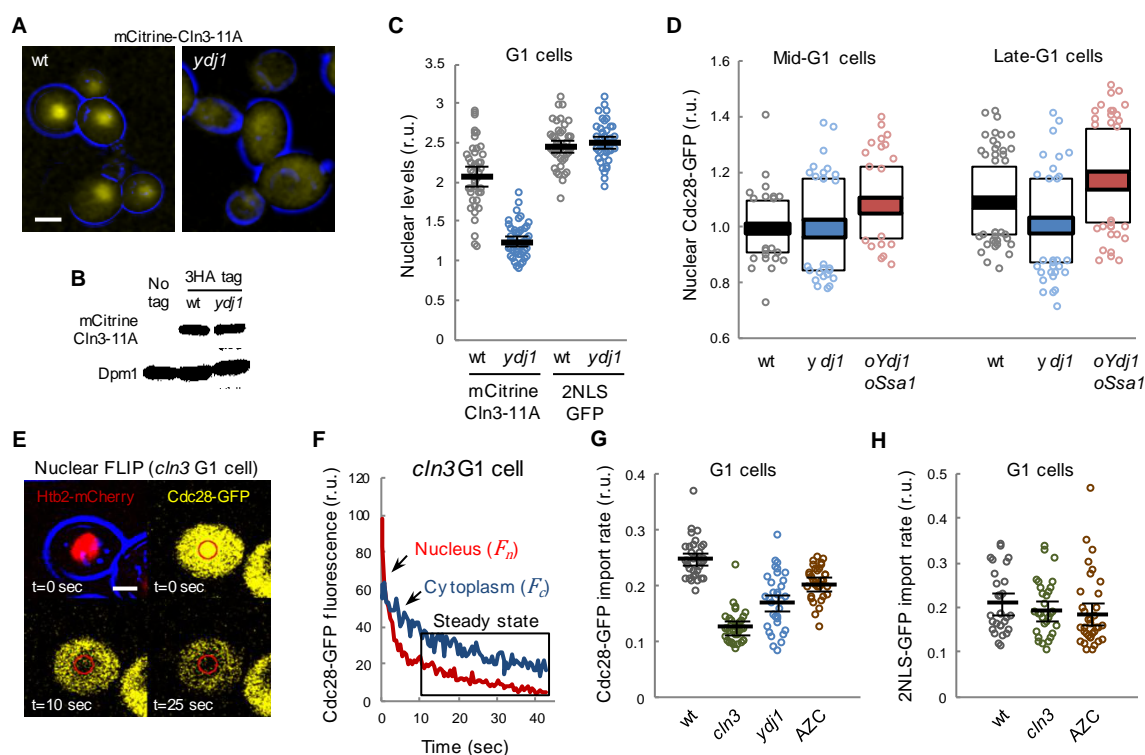 A
mCitrine-Cln3-11A
wt
ydj1
B
No
tag
3HA tag
wt
ydj1
mCitrine
Cln3-11A
Dpm1
C
G1 cells
Nuclear levels (r.u.)
3.5
3
2.5
2
1.5
1
0.5
0
wt
ydj1
wt
ydj1
mCitrine
Cln3-11A
2NLS
GFP
D
Mid-G1 cells
Late-G1 cells
Nuclear Cdc28-GFP (r.u.)
1.6
1.4
1.2
1.0
0.8
0.6
wt
ydj1
oYdj1
oSsa1
wt
ydj1
oYdj1
oSsa1
E
Nuclear FLIP (cln3 G1 cell)
Htb2-mCherry
Cdc28-GFP
t=0 sec
t=0 sec
t=10 sec
t=25 sec
F
cln3 G1 cell
Cdc28-GFP fluorescence (r.u.)
100
80
60
40
20
0
Nucleus (Fn)
Cytoplasm (Fc)
Steady state
0
10
20
30
40
Time (sec)
G
G1 cells
Cdc28-GFP import rate (r.u.)
0.4
0.3
0.2
0.1
0
wt
cln3
ydj1
AZC
H
G1 cells
2NLS-GFP import rate (r.u.)
0.5
0.4
0.3
0.2
0.1
0.0
wt
cln3
AZC